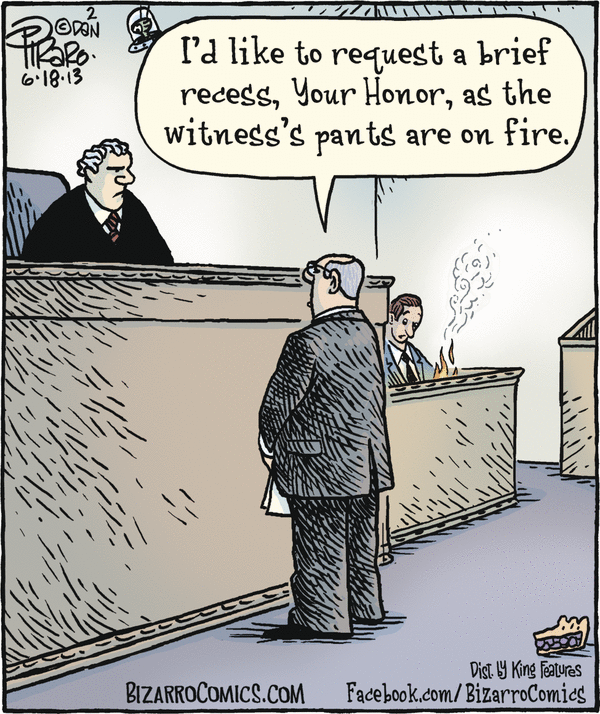 2
©DAN
PIRARO.
6·18·13
I'd like to request a brief
recess, Your Honor, as the
witness's pants are on fire.
Dist. by King Features
BIZARROCOMICS.COM Facebook.com/BizarroComics